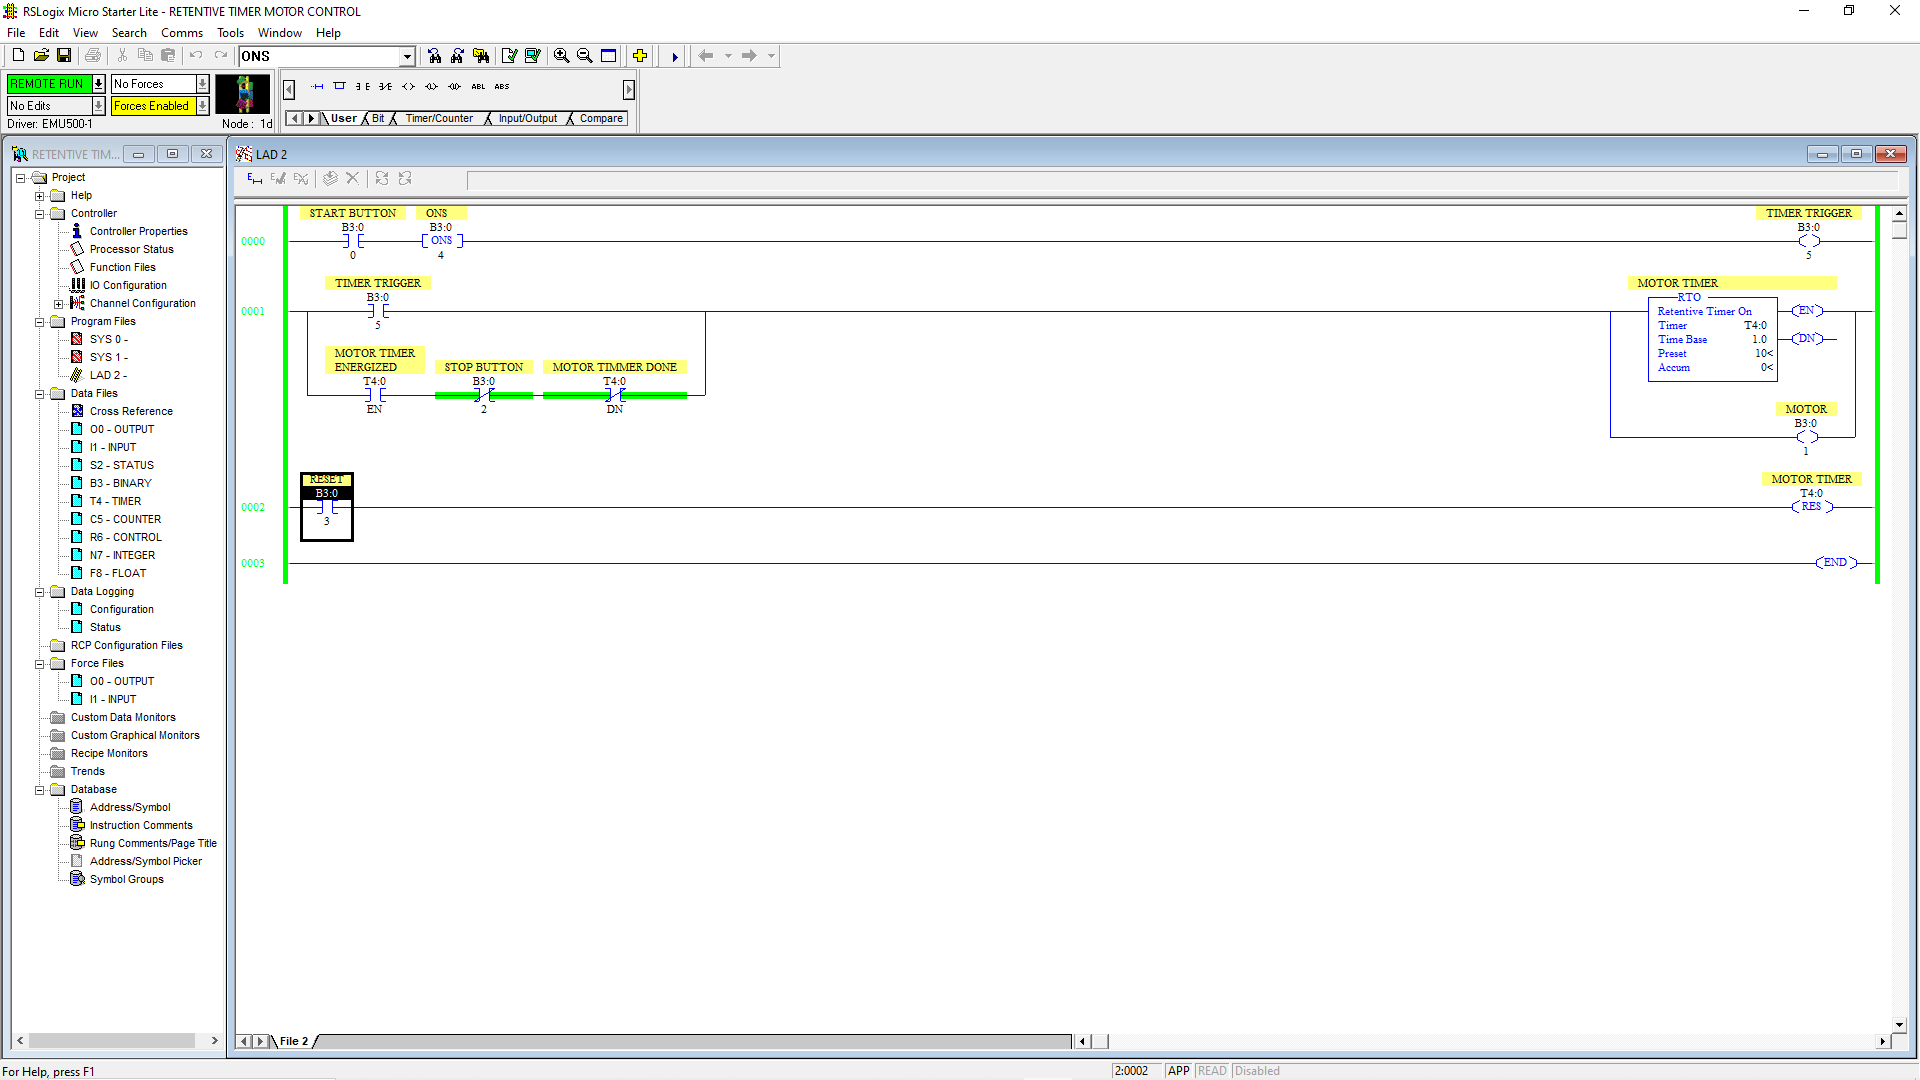 RSLogix Micro Starter Lite - RETENTIVE TIMER MOTOR CONTROL
File Edit View Search Comms Tools Window Help
ONS
REMOTE RUN No Forces
No Edits Forces Enabled
Driver: EMU500-1 Node : 1d
ABL ABS
User Bit Timer/Counter Input/Output Compare
RETENTIVE TIM...
Project
Help
Controller
Controller Properties
Processor Status
Function Files
IO Configuration
Channel Configuration
Program Files
SYS 0 -
SYS 1 -
LAD 2 -
Data Files
Cross Reference
O0 - OUTPUT
I1 - INPUT
S2 - STATUS
B3 - BINARY
T4 - TIMER
C5 - COUNTER
R6 - CONTROL
N7 - INTEGER
F8 - FLOAT
Data Logging
Configuration
Status
RCP Configuration Files
Force Files
O0 - OUTPUT
I1 - INPUT
Custom Data Monitors
Custom Graphical Monitors
Recipe Monitors
Trends
Database
Address/Symbol
Instruction Comments
Rung Comments/Page Title
Address/Symbol Picker
Symbol Groups
LAD 2
START BUTTON ONS TIMER TRIGGER
B3:0 B3:0 B3:0
0000 ONS
0 4 5
TIMER TRIGGER MOTOR TIMER
B3:0 RTO
0001 Retentive Timer On EN
5 Timer T4:0
Time Base 1.0 DN
Preset 10<
Accum 0<
MOTOR TIMER
ENERGIZED STOP BUTTON MOTOR TIMMER DONE
T4:0 B3:0 T4:0
EN 2 DN
MOTOR
B3:0
1
RESET MOTOR TIMER
B3:0 T4:0
0002 RES
3
0003 END
File 2
For Help, press F1 2:0002 APP READ Disabled